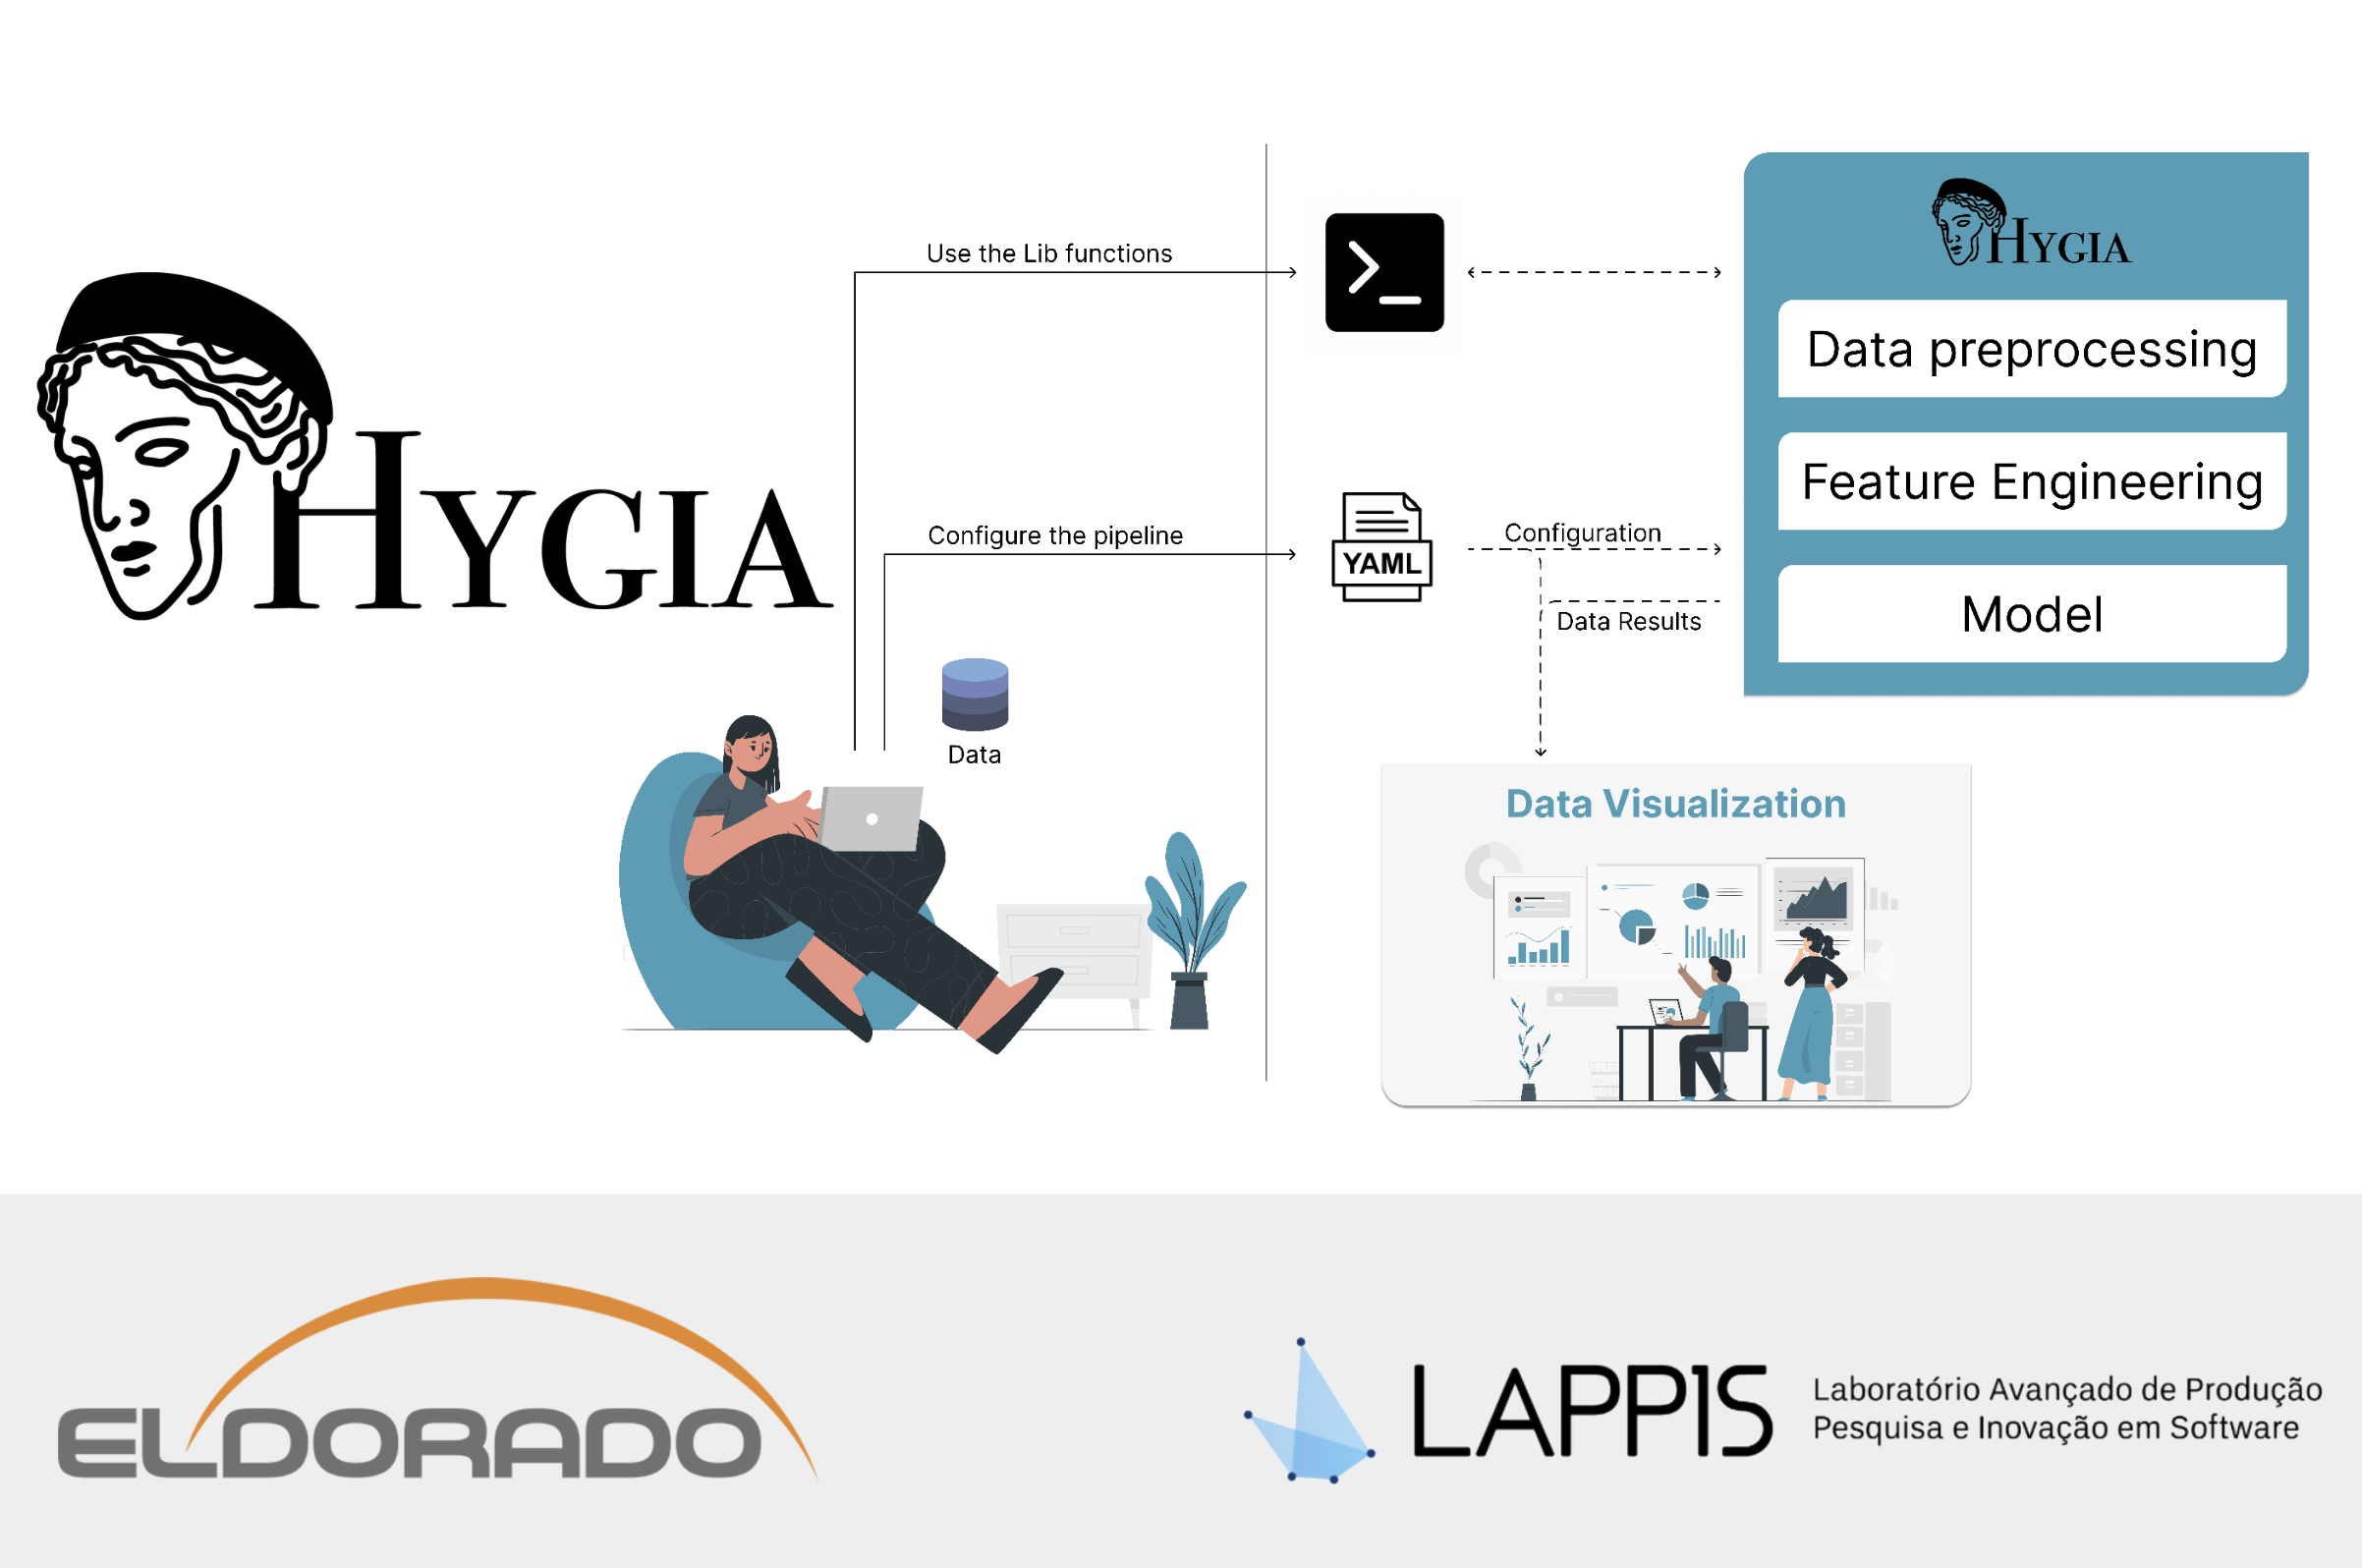 HYGIA
Use the Lib functions
Configure the pipeline
Data
>_
YAML
Configuration
Data Results
HYGIA
Data preprocessing
Feature Engineering
Model
Data Visualization
ELDORADO
LAPPIS
Laboratório Avançado de Produção
Pesquisa e Inovação em Software